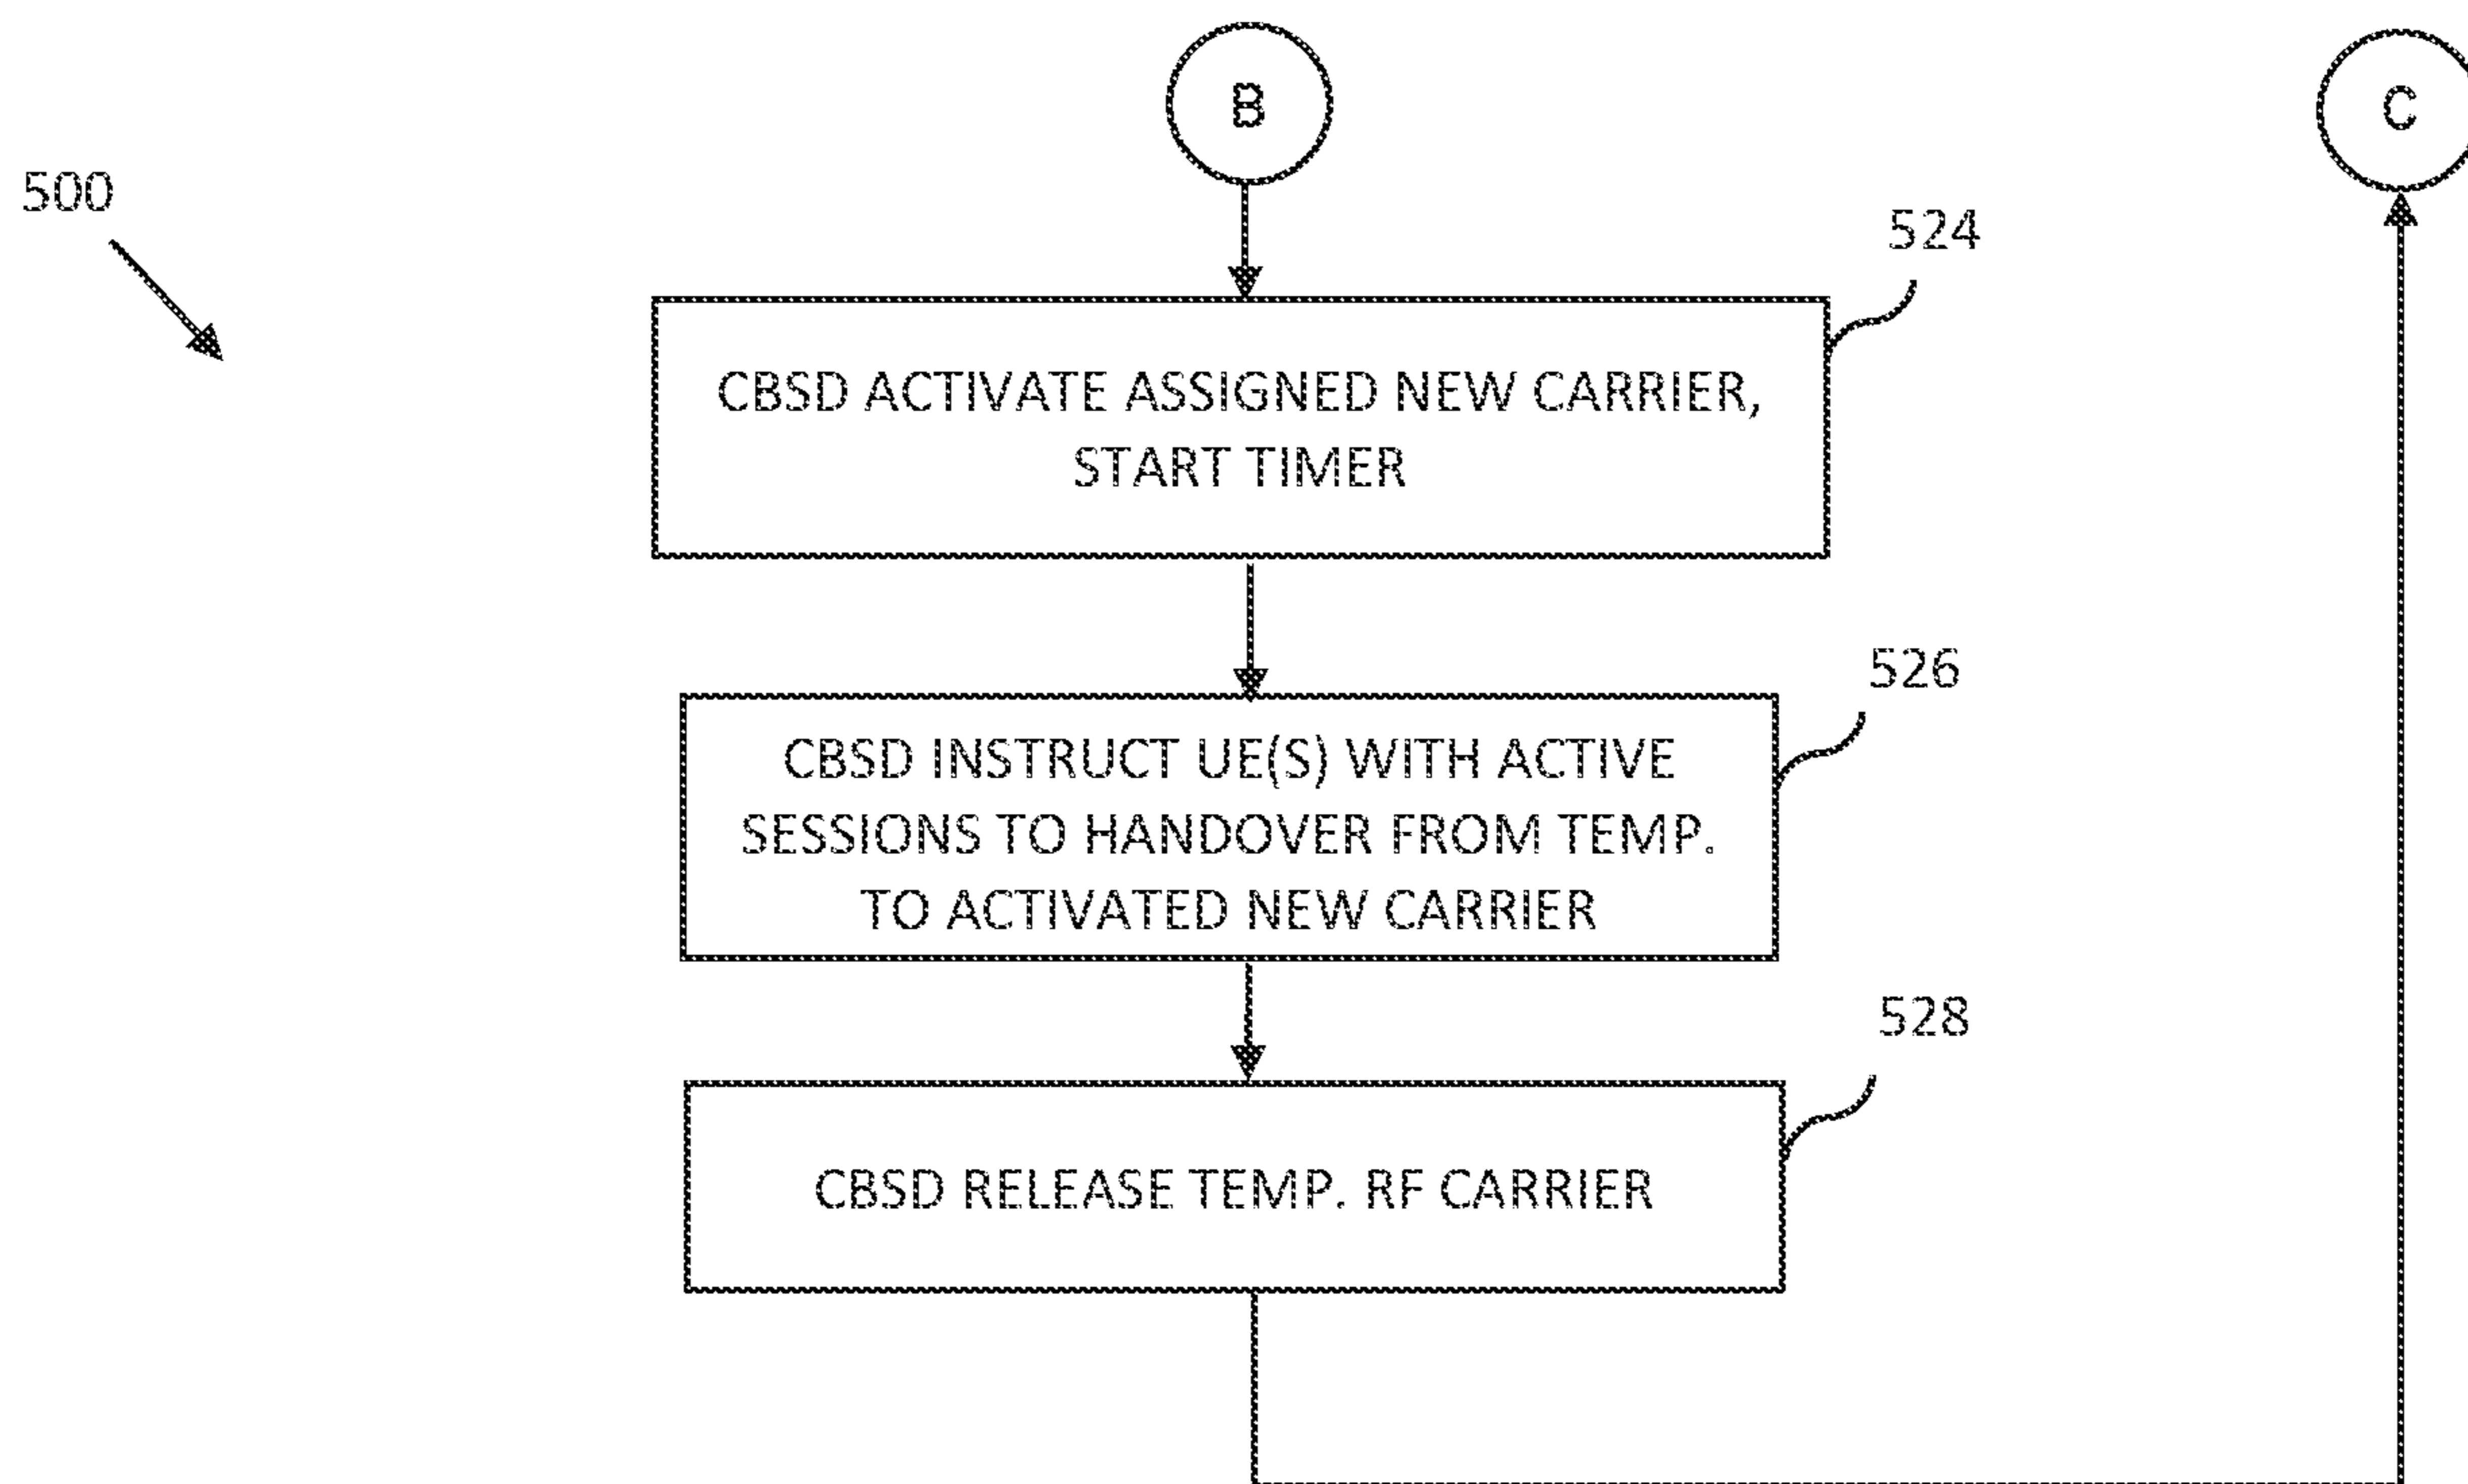 B
C
500
524
CBSD ACTIVATE ASSIGNED NEW CARRIER,
START TIMER
526
CBSD INSTRUCT UE(S) WITH ACTIVE
SESSIONS TO HANDOVER FROM TEMP.
TO ACTIVATED NEW CARRIER
528
CBSD RELEASE TEMP. RF CARRIER